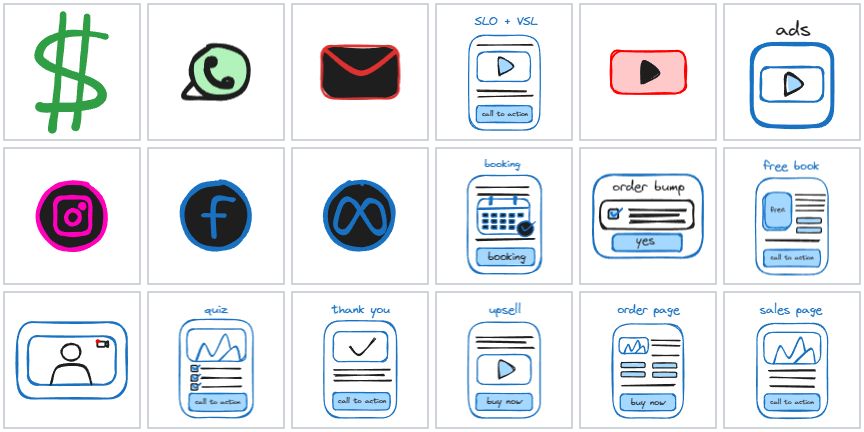 SLO + VSL
call to action
ads
booking
booking
order bump
yes
free book
free
call to action
quiz
call to action
thank you
call to action
upsell
buy now
order page
buy now
sales page
call to action